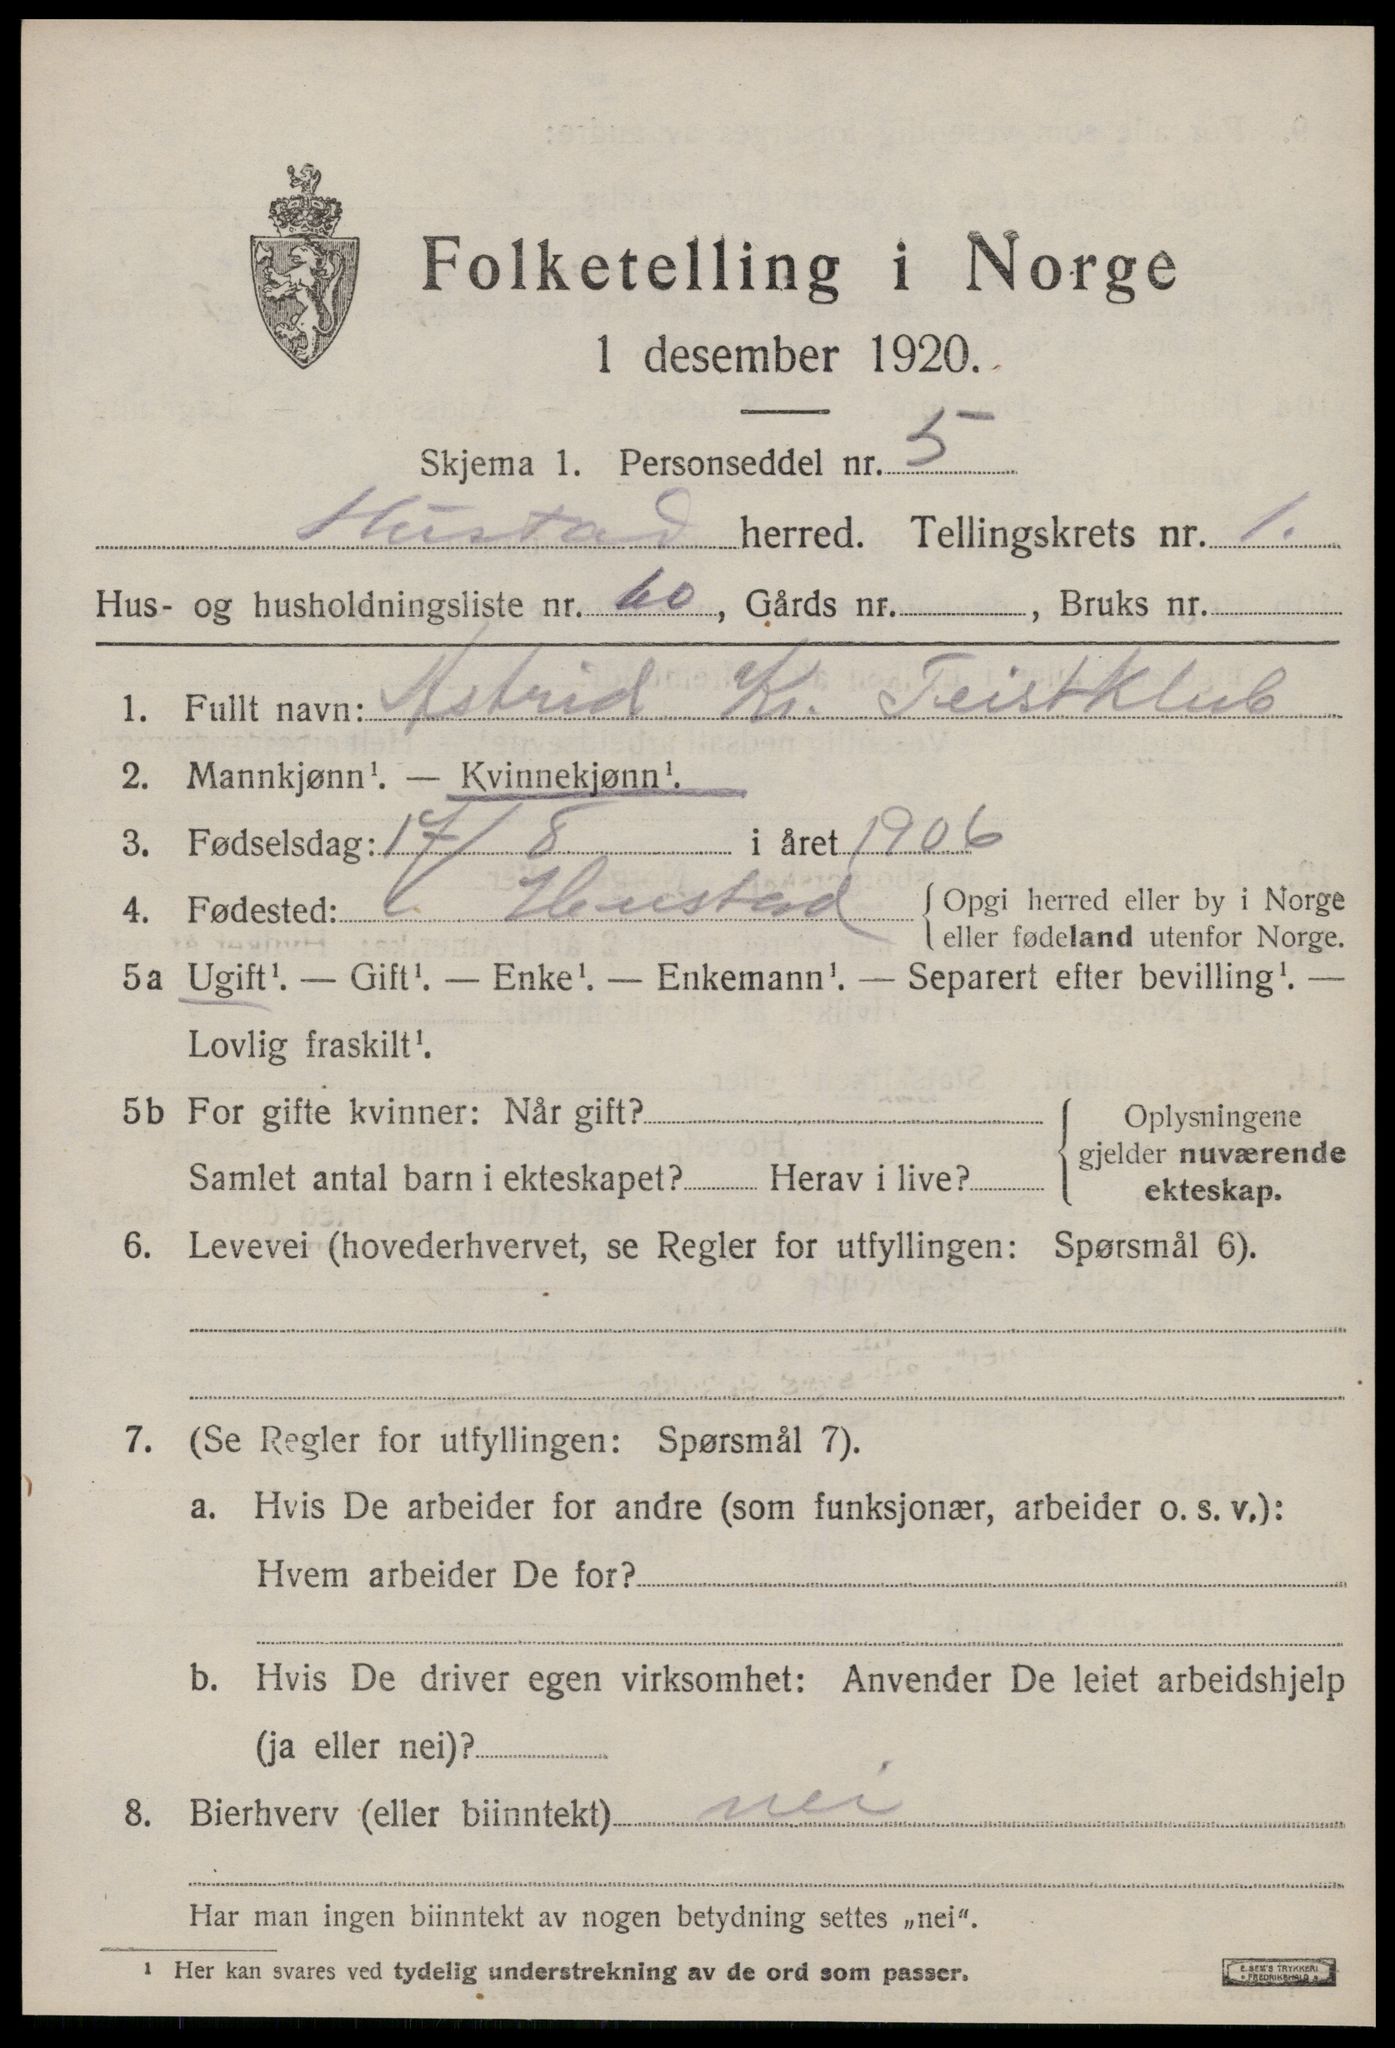 Folketelling i Norge
1 desember 1920.
Skjema 1. Personseddel nr. 5
Hustad herred. Tellingskrets nr. 1.
Hus- og husholdningsliste nr. 60, Gårds nr. , Bruks nr.
1. Fullt navn: Astrid Kr. Teistklub
2. Mannkjønn¹. — Kvinnekjønn¹.
3. Fødselsdag: 17/8 i året 1906
4. Fødested: Hustad { Opgi herred eller by i Norge
eller fødeland utenfor Norge.
5a Ugift¹. — Gift¹. — Enke¹. — Enkemann¹. — Separert efter bevilling¹. —
Lovlig fraskilt¹.
5b For gifte kvinner: Når gift? { Oplysningene
gjelder nuværende
ekteskap.
Samlet antal barn i ekteskapet? Herav i live?
6. Levevei (hovederhvervet, se Regler for utfyllingen: Spørsmål 6).
7. (Se Regler for utfyllingen: Spørsmål 7).
a. Hvis De arbeider for andre (som funksjonær, arbeider o. s. v.):
Hvem arbeider De for?
b. Hvis De driver egen virksomhet: Anvender De leiet arbeidshjelp
(ja eller nei)?
8. Bierhverv (eller biinntekt) nei
Har man ingen biinntekt av nogen betydning settes „nei“.
¹ Her kan svares ved tydelig understrekning av de ord som passer.
E. SEM'S TRYKKERI
FREDRIKSHALD